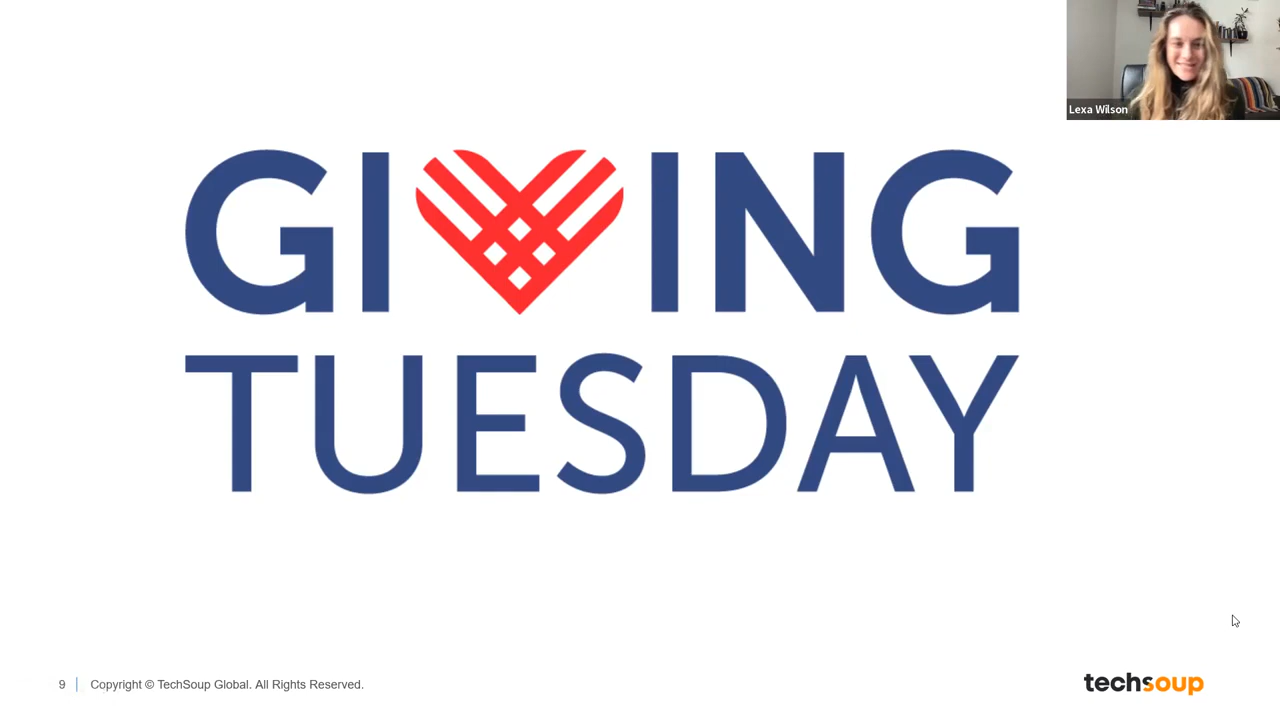 Lexa Wilson
GIVING
TUESDAY
9 | Copyright © TechSoup Global. All Rights Reserved.
techsoup